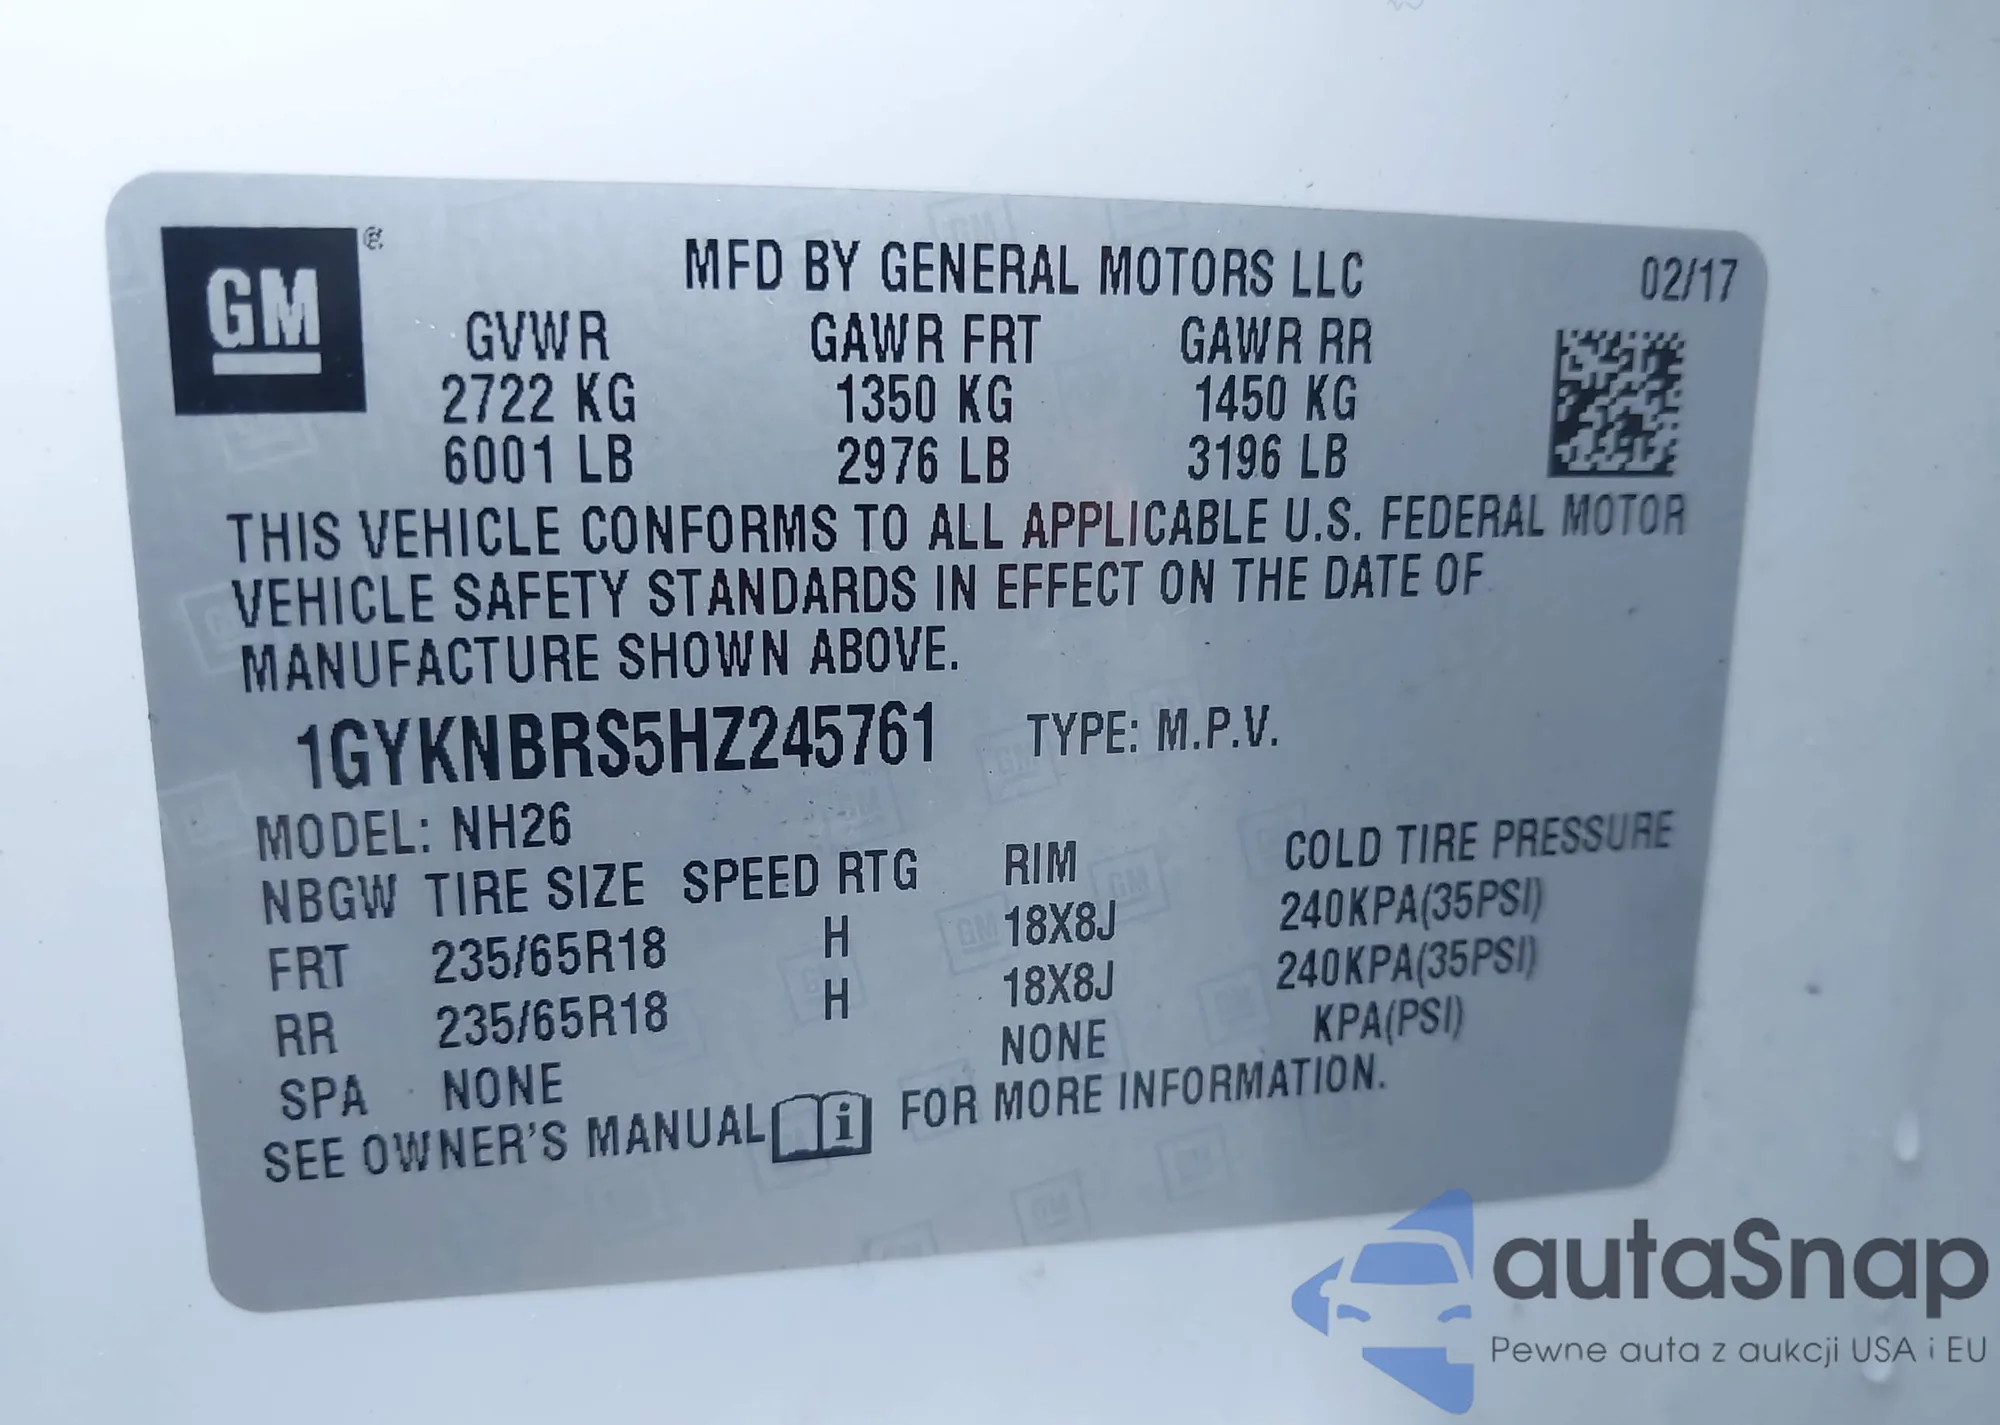 GM
MFD BY GENERAL MOTORS LLC 02/17
GVWR GAWR FRT GAWR RR
2722 KG 1350 KG 1450 KG
6001 LB 2976 LB 3196 LB
THIS VEHICLE CONFORMS TO ALL APPLICABLE U.S. FEDERAL MOTOR
VEHICLE SAFETY STANDARDS IN EFFECT ON THE DATE OF
MANUFACTURE SHOWN ABOVE.
1GYKNBRS5HZ245761 TYPE: M.P.V.
MODEL: NH26
NBGW TIRE SIZE SPEED RTG RIM COLD TIRE PRESSURE
FRT 235/65R18 H 18X8J 240KPA(35PSI)
RR 235/65R18 H 18X8J 240KPA(35PSI)
SPA NONE NONE KPA(PSI)
SEE OWNER'S MANUAL i FOR MORE INFORMATION.
autaSnap
Pewne auta z aukcji USA i EU